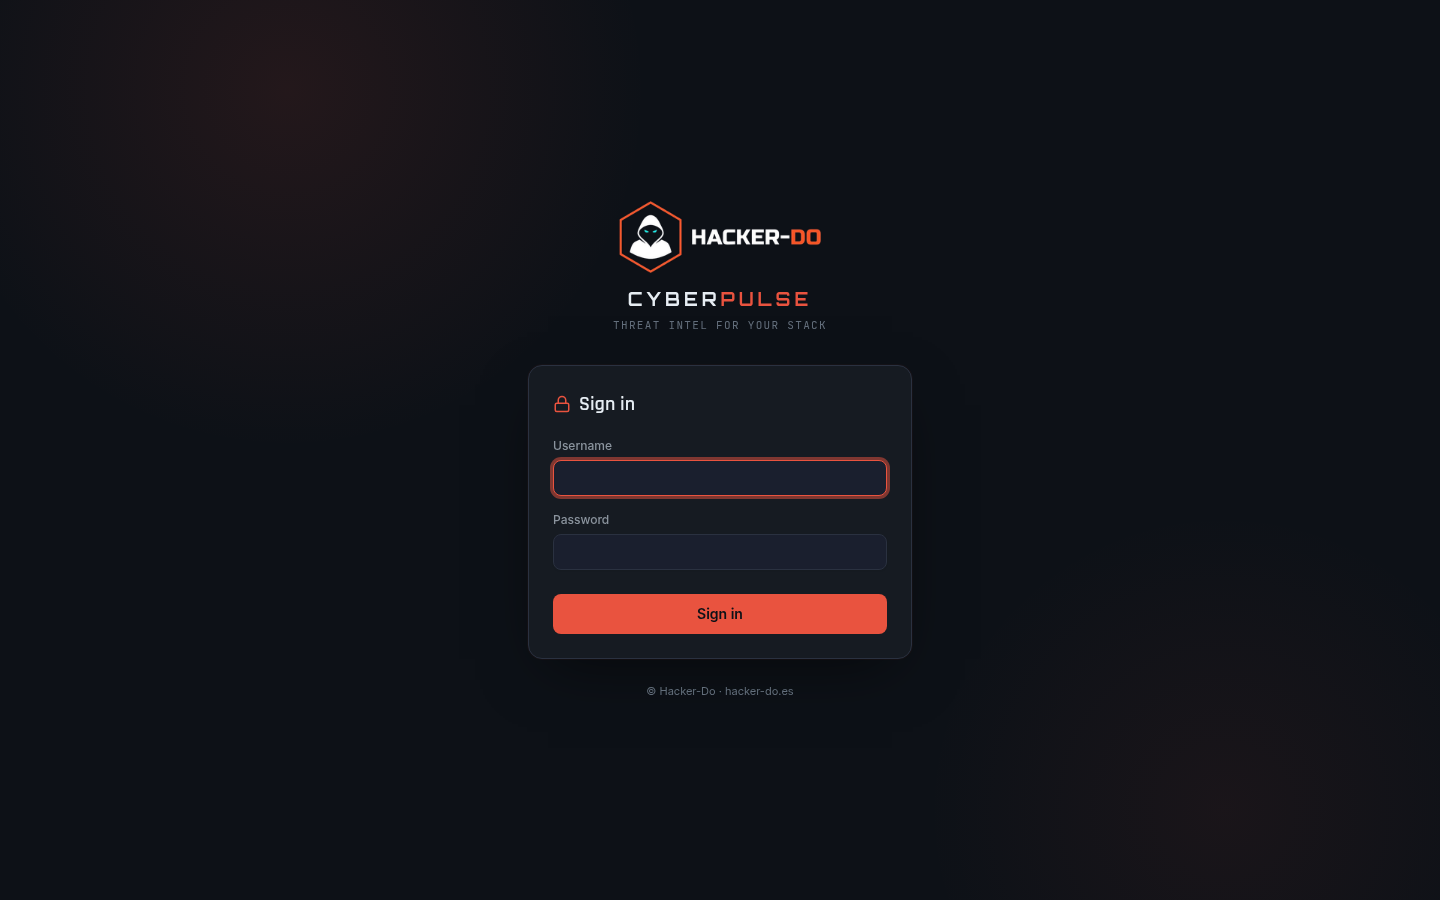 HACKER-DO
CYBERPULSE
THREAT INTEL FOR YOUR STACK
Sign in
Username
Password
Sign in
© Hacker-Do · hacker-do.es